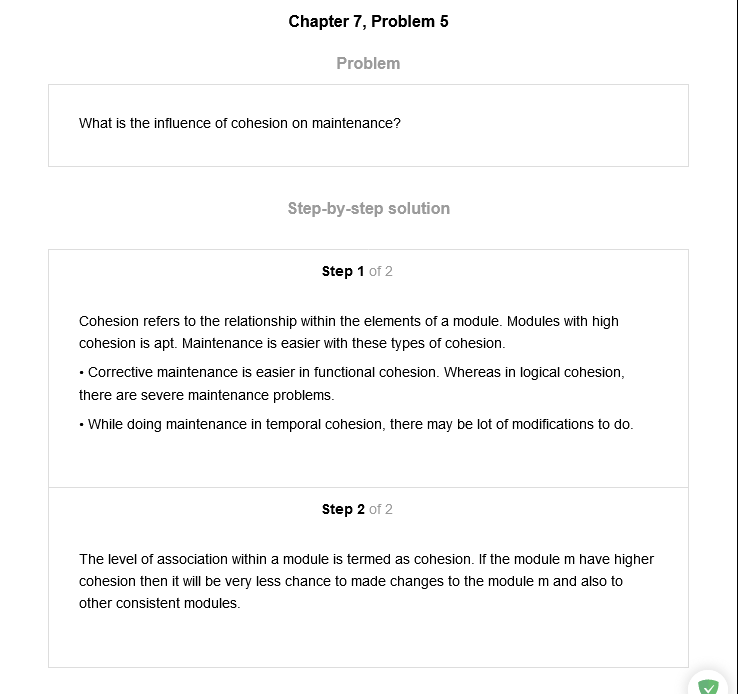 Chapter 7, Problem 5
Problem
What is the influence of cohesion on maintenance?
Step-by-step solution
Step 1 of 2
Cohesion refers to the relationship within the elements of a module. Modules with high
cohesion is apt. Maintenance is easier with these types of cohesion.
• Corrective maintenance is easier in functional cohesion. Whereas in logical cohesion,
there are severe maintenance problems.
• While doing maintenance in temporal cohesion, there may be lot of modifications to do.
Step 2 of 2
The level of association within a module is termed as cohesion. If the module m have higher
cohesion then it will be very less chance to made changes to the module m and also to
other consistent modules.